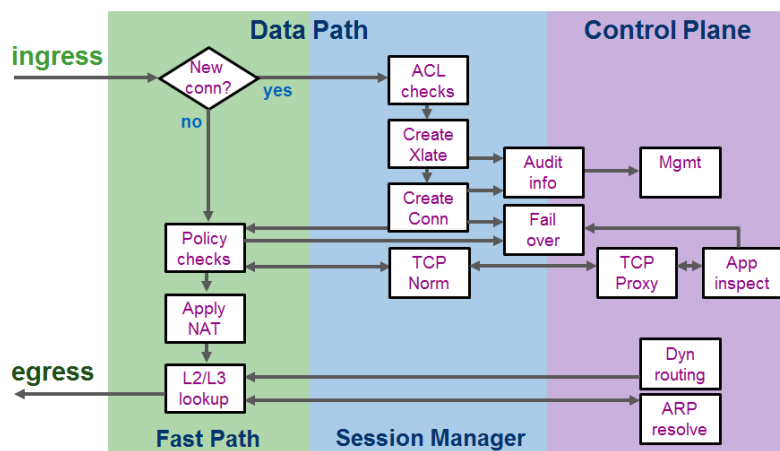 Data Path
Control Plane
ingress
New
conn?
yes
no
ACL
checks
Create
Xlate
Audit
info
Mgmt
Create
Conn
Fail
over
Policy
checks
TCP
Norm
TCP
Proxy
App
inspect
Apply
NAT
egress
L2/L3
lookup
Dyn
routing
ARP
resolve
Fast Path
Session Manager